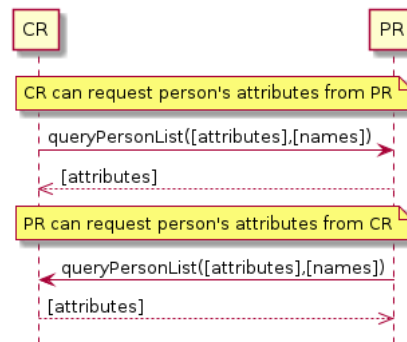 CR
PR
CR can request person's attributes from PR
queryPersonList([attributes],[names])
[attributes]
PR can request person's attributes from CR
queryPersonList([attributes],[names])
[attributes]